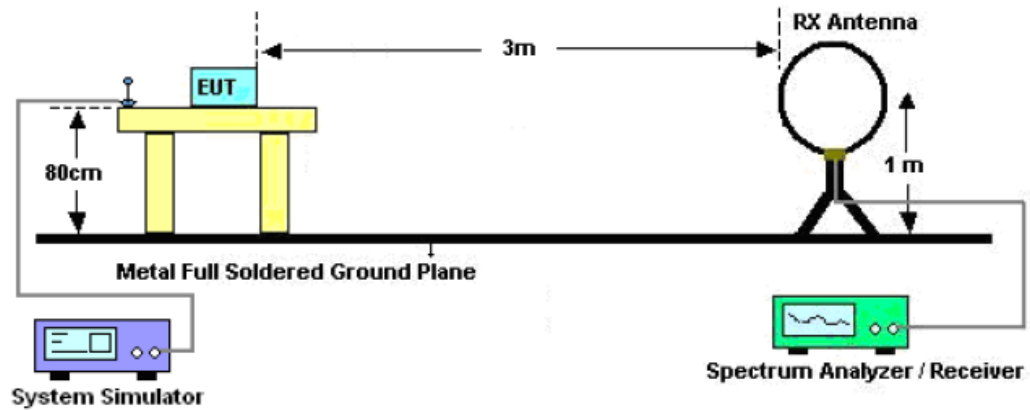 RX Antenna
3m
EUT
80cm
1 m
Metal Full Soldered Ground Plane
System Simulator
Spectrum Analyzer / Receiver